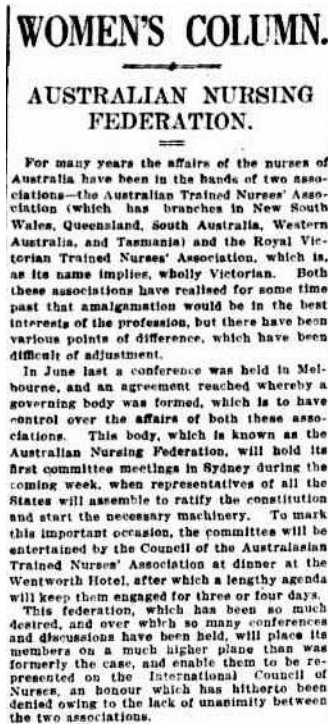 WOMEN'S COLUMN.
AUSTRALIAN NURSING
FEDERATION.
For many years the affairs of the nurses of
Australia have been in the hands of two ass-
ociations—the Australian Trained Nurses' Ass-
ociation (which has branches in New South
Wales, Queensland, South Australia, Western
Australia, and Tasmania) and the Royal Vic-
torian Trained Nurses' Association, which is,
as its name implies, wholly Victorian. Both
these associations have realised for some time
past that amalgamation would be in the best
interests of the profession, but there have been
various points of difference, which have been
difficult of adjustment.
In June last a conference was held in Mel-
bourne, and an agreement reached whereby a
governing body was formed, which is to have
control over the affairs of both these asso-
ciations. This body, which is known as the
Australian Nursing Federation, will hold its
first committee meetings in Sydney during the
coming week, when representatives of all the
States will assemble to ratify the constitution
and start the necessary machinery. To mark
this important occasion, the committee will be
entertained by the Council of the Australasian
Trained Nurses' Association at dinner at the
Wentworth Hotel, after which a lengthy agenda
will keep them engaged for three or four days.
This federation, which has been so much
desired, and over which so many conferences
and discussions have been held, will place its
members on a much higher plane than was
formerly the case, and enable them to be re-
presented on the International Council of
Nurses, an honour which has hitherto been
denied owing to the lack of unanimity between
the two associations.